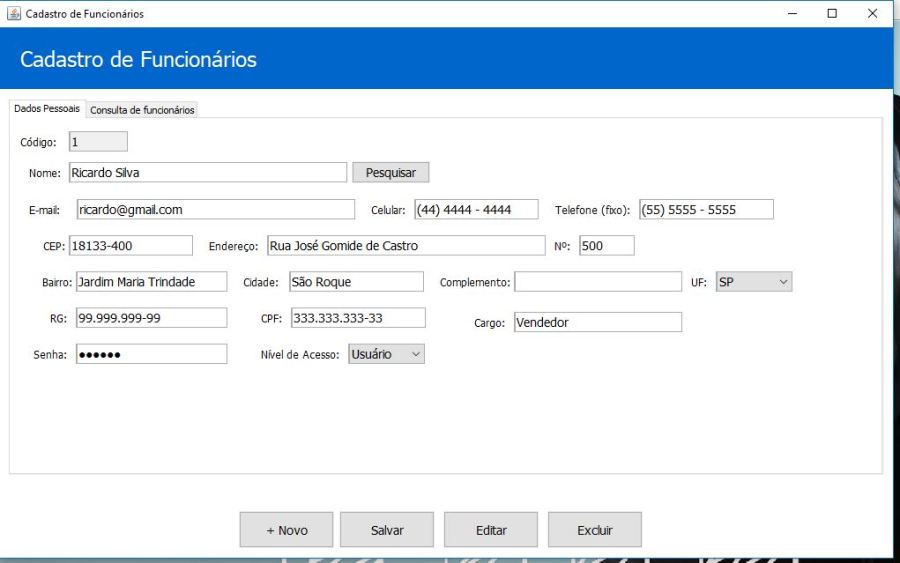 Cadastro de Funcionários
Cadastro de Funcionários
Dados Pessoais Consulta de funcionários
Código: 1
Nome: Ricardo Silva Pesquisar
E-mail: ricardo@gmail.com Celular: (44) 4444 - 4444 Telefone (fixo): (55) 5555 - 5555
CEP: 18133-400 Endereço: Rua José Gomide de Castro Nº: 500
Bairro: Jardim Maria Trindade Cidade: São Roque Complemento: UF: SP
RG: 99.999.999-99 CPF: 333.333.333-33 Cargo: Vendedor
Senha: ●●●●●● Nível de Acesso: Usuário
+ Novo Salvar Editar Excluir